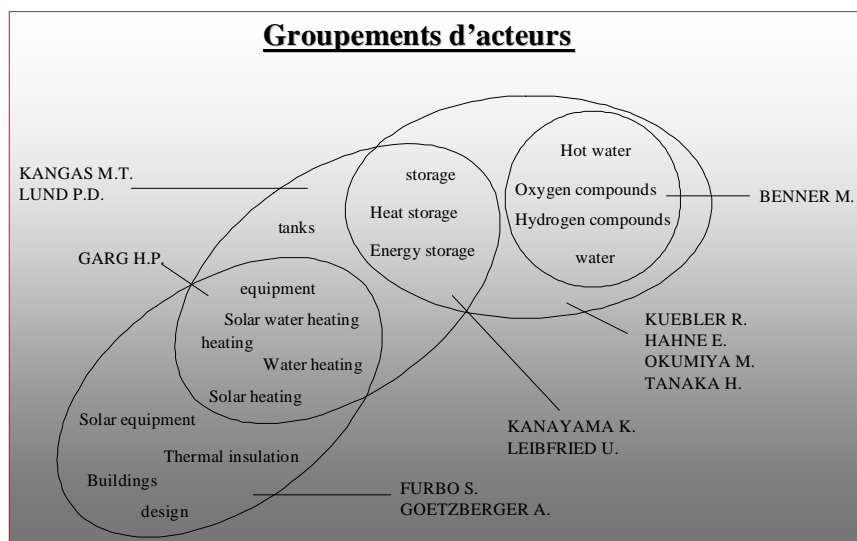 Groupements d'acteurs
KANGAS M.T.
LUND P.D.
GARG H.P.
storage
Heat storage
Energy storage
tanks
Hot water
Oxygen compounds
Hydrogen compounds
water
BENNER M.
equipment
Solar water heating
heating
Water heating
Solar heating
KUEBLER R.
HAHNE E.
OKUMIYA M.
TANAKA H.
KANAYAMA K.
LEIBFRIED U.
Solar equipment
Thermal insulation
Buildings
design
FURBO S.
GOETZBERGER A.